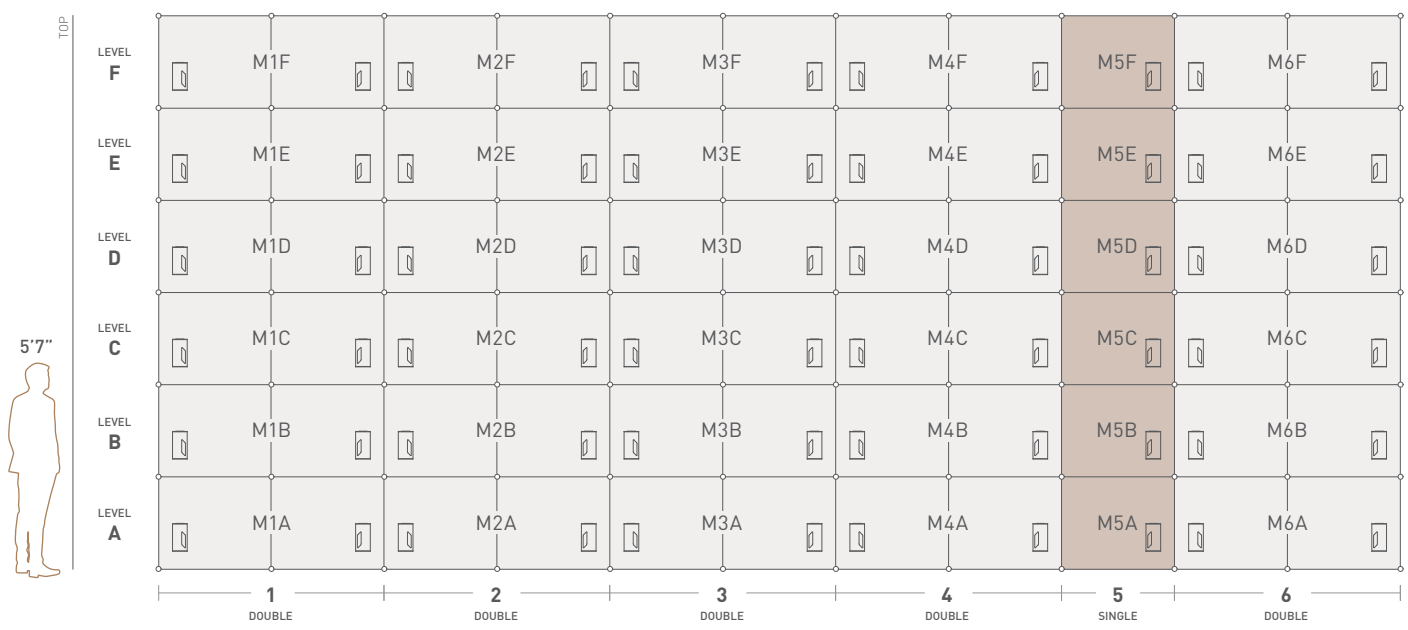 TOP
LEVEL
F
M1F M2F M3F M4F M5F M6F
LEVEL
E
M1E M2E M3E M4E M5E M6E
LEVEL
D
M1D M2D M3D M4D M5D M6D
LEVEL
C
M1C M2C M3C M4C M5C M6C
5’7”
LEVEL
B
M1B M2B M3B M4B M5B M6B
LEVEL
A
M1A M2A M3A M4A M5A M6A
1 2 3 4 5 6
DOUBLE DOUBLE DOUBLE DOUBLE SINGLE DOUBLE